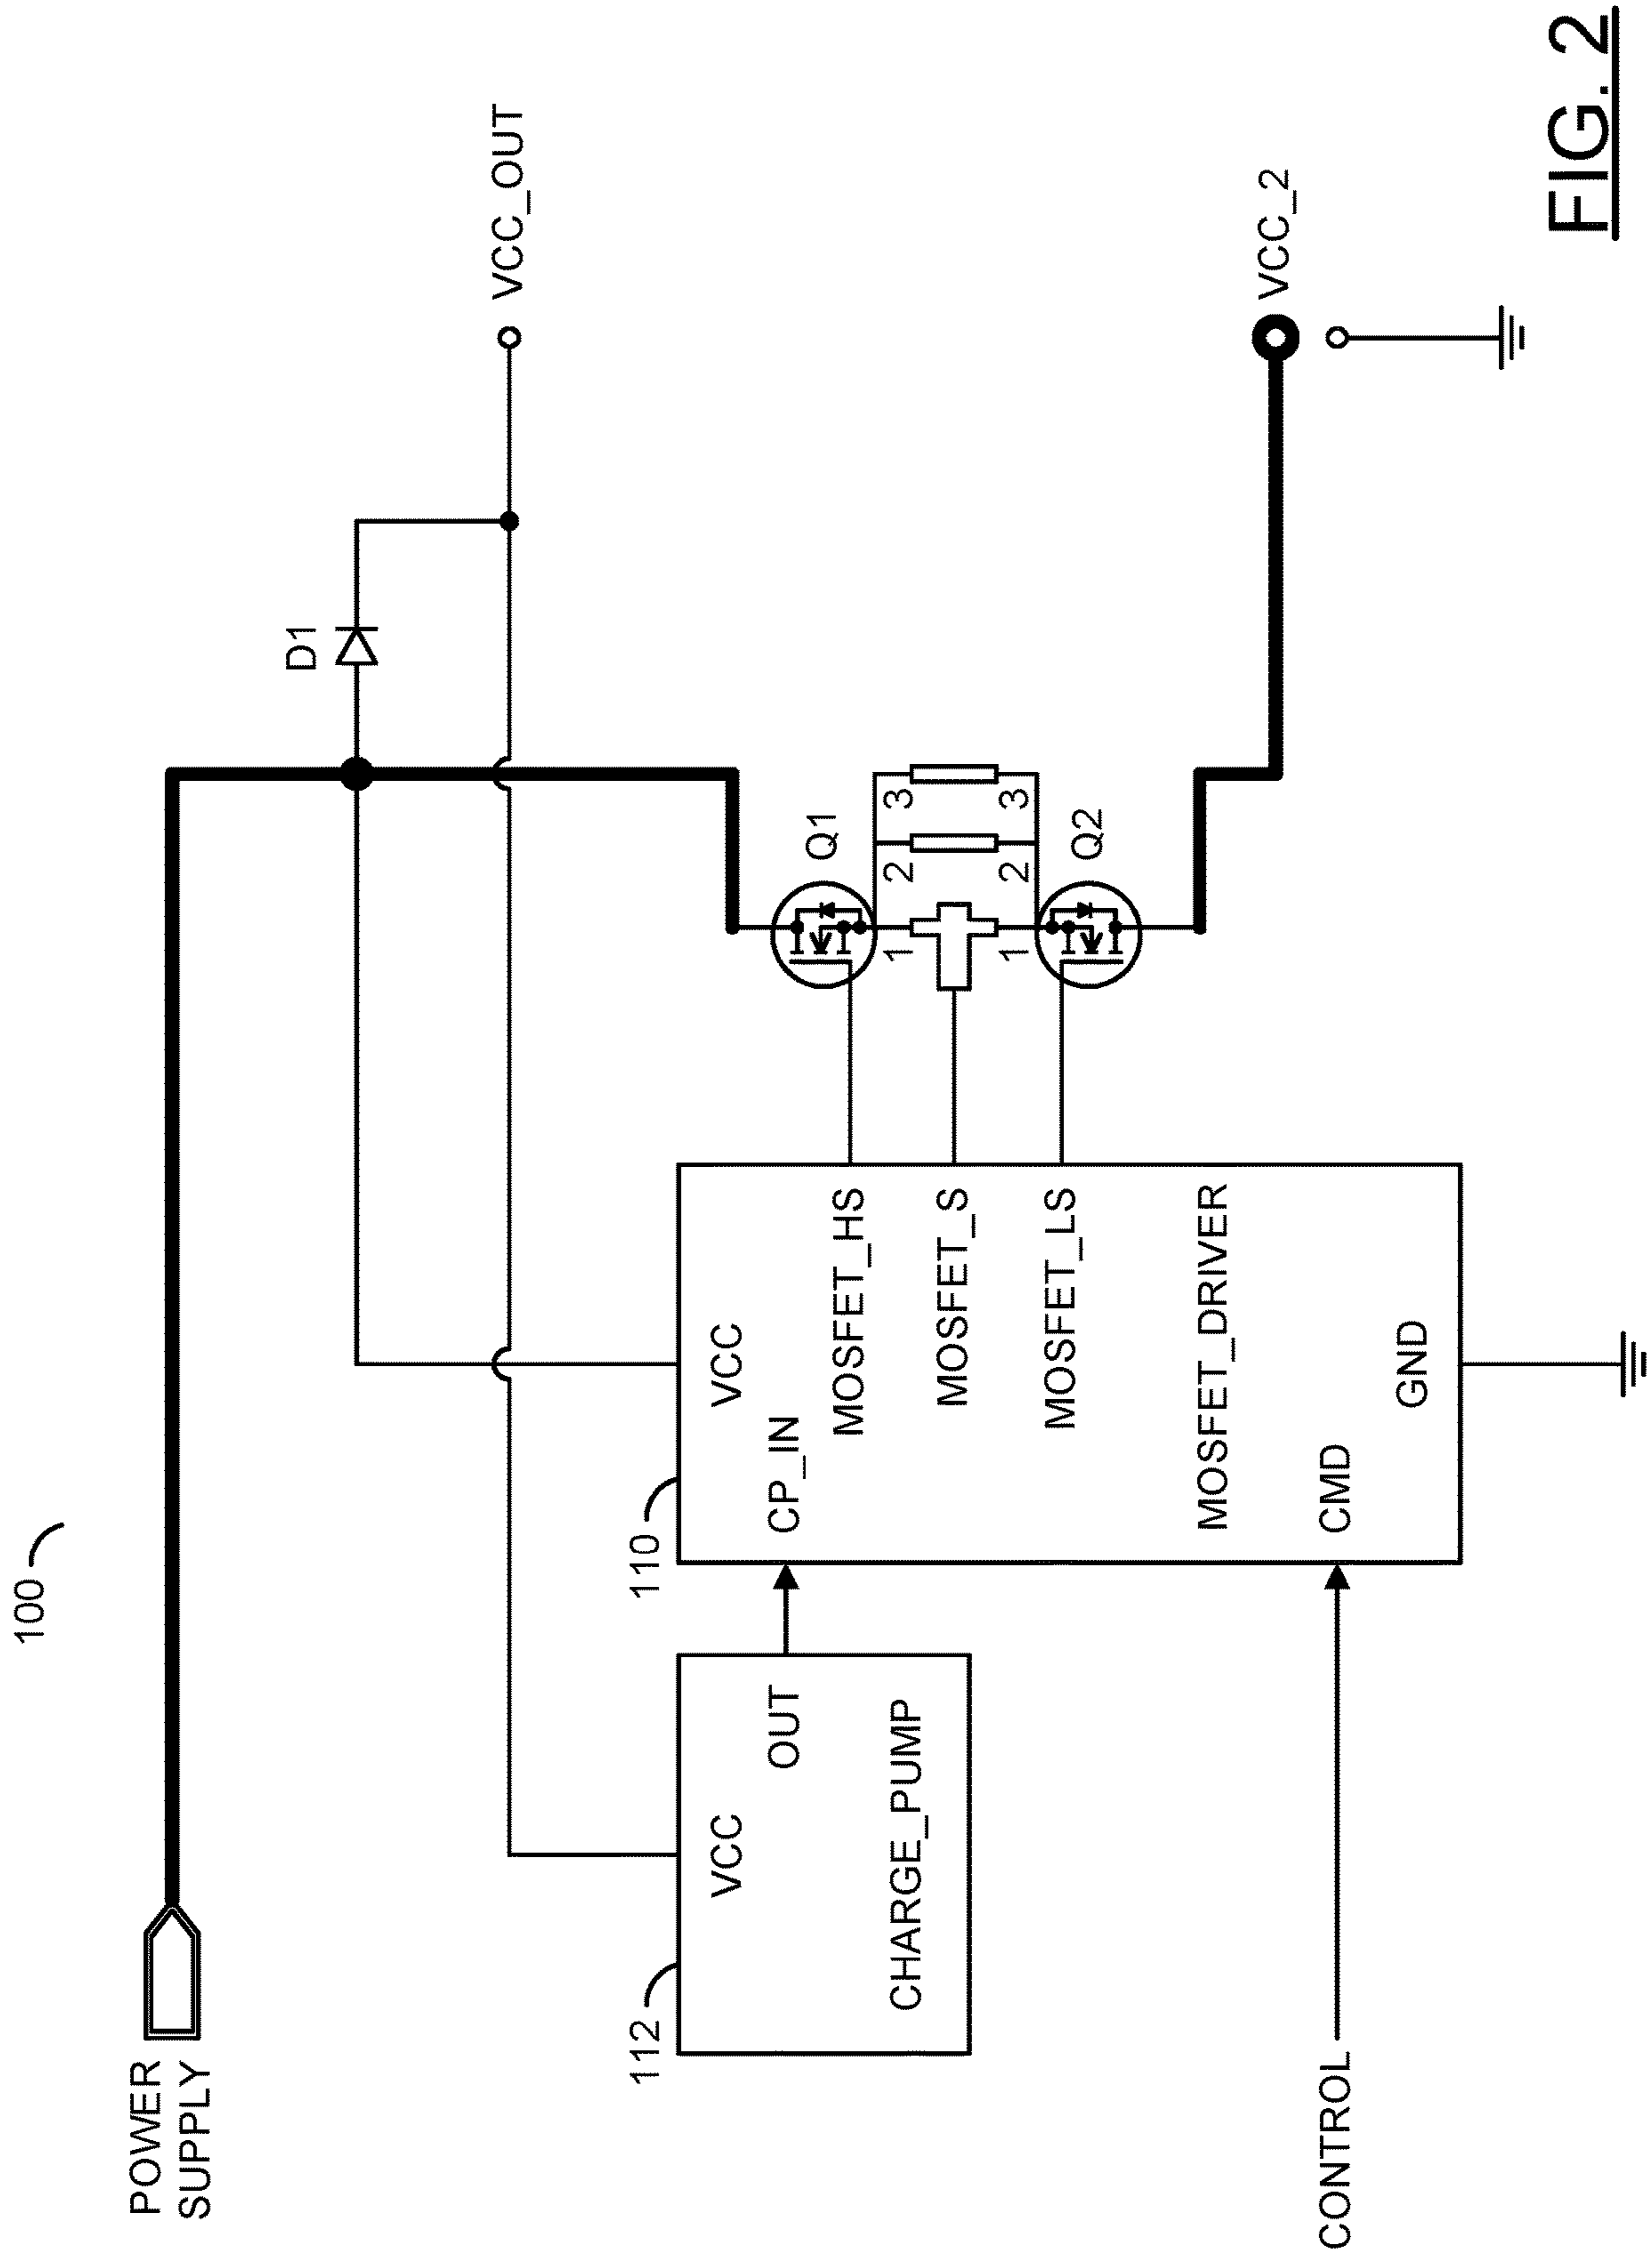 100
POWER
SUPPLY
D1
VCC_OUT
112
VCC
OUT
CHARGE_PUMP
110
VCC
CP_IN
MOSFET_HS
MOSFET_S
MOSFET_LS
MOSFET_DRIVER
CMD
GND
Q1
1
2
3
1
2
3
Q2
VCC_2
CONTROL
FIG. 2